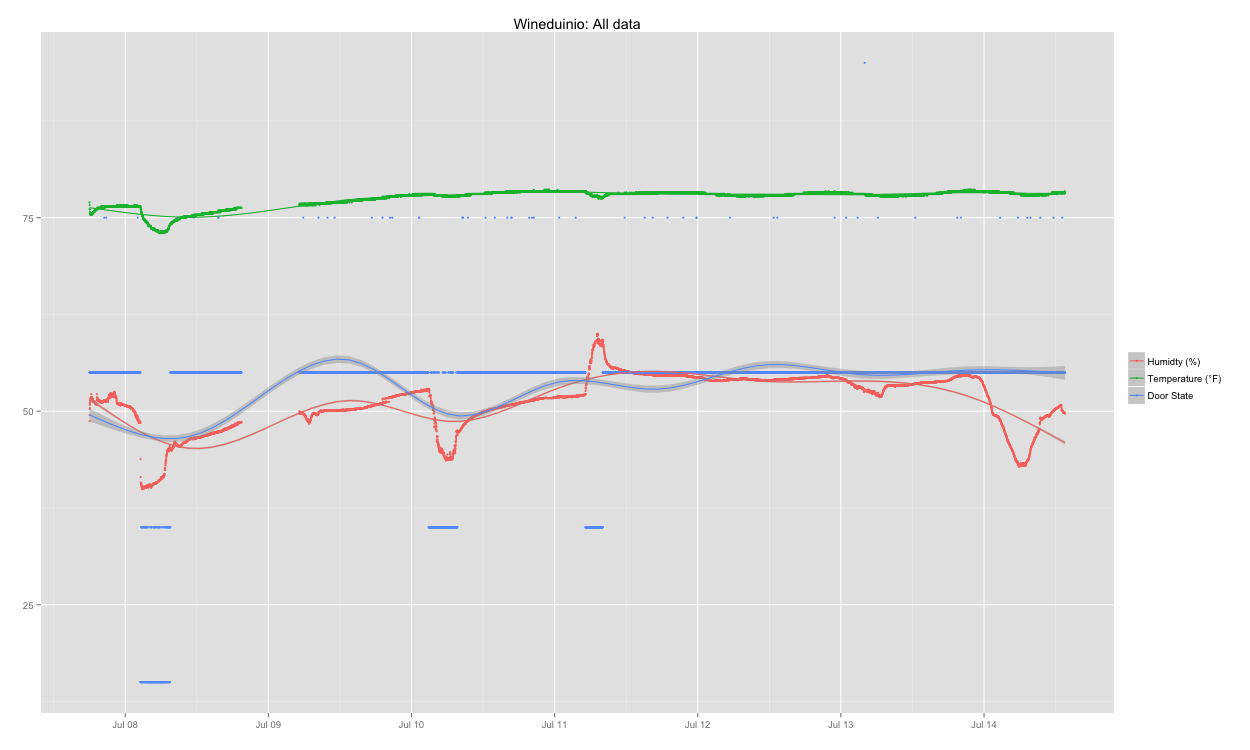 Wineduinio: All data
75
50
25
Jul 08
Jul 09
Jul 10
Jul 11
Jul 12
Jul 13
Jul 14
Humidty (%)
Temperature (°F)
Door State